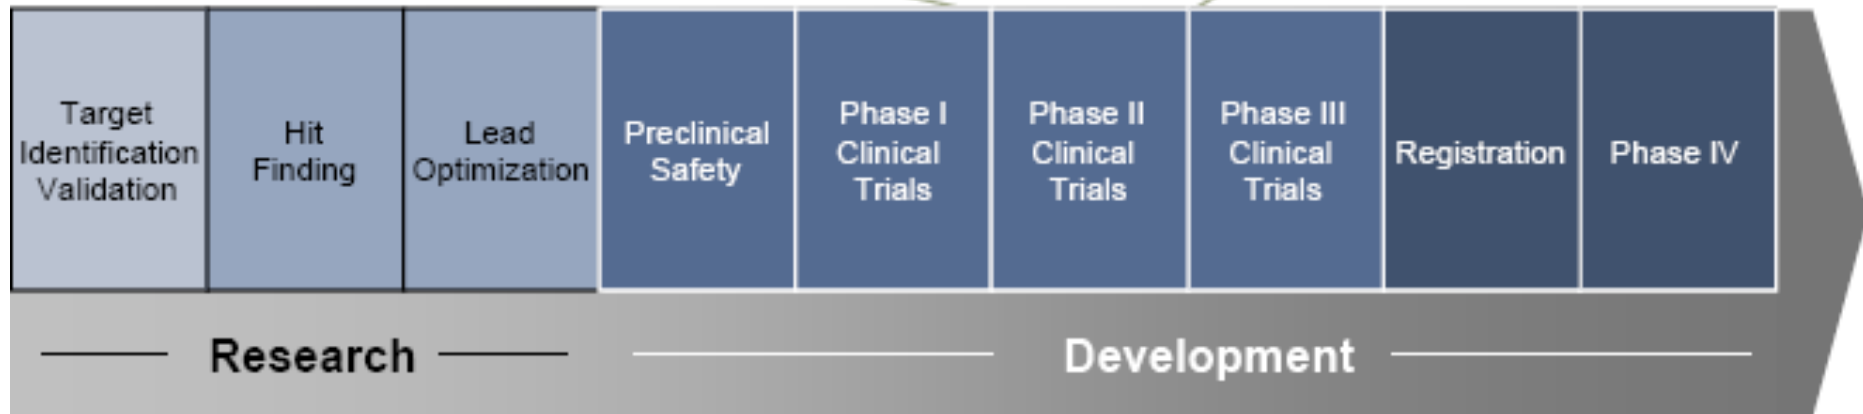 Target
Identification
Validation
Hit
Finding
Lead
Optimization
Preclinical
Safety
Phase I
Clinical
Trials
Phase II
Clinical
Trials
Phase III
Clinical
Trials
Registration
Phase IV
Research
Development